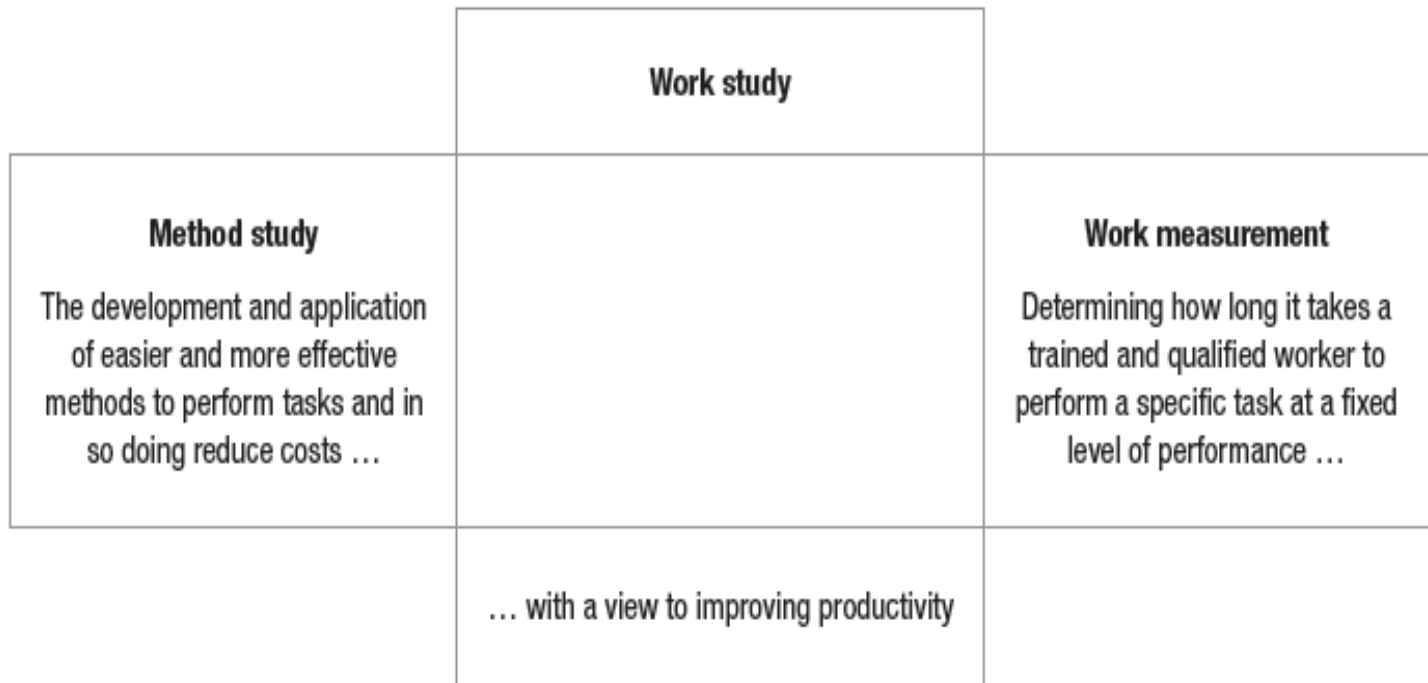 Work study
Method study
The development and application
of easier and more effective
methods to perform tasks and in
so doing reduce costs …
Work measurement
Determining how long it takes a
trained and qualified worker to
perform a specific task at a fixed
level of performance …
… with a view to improving productivity